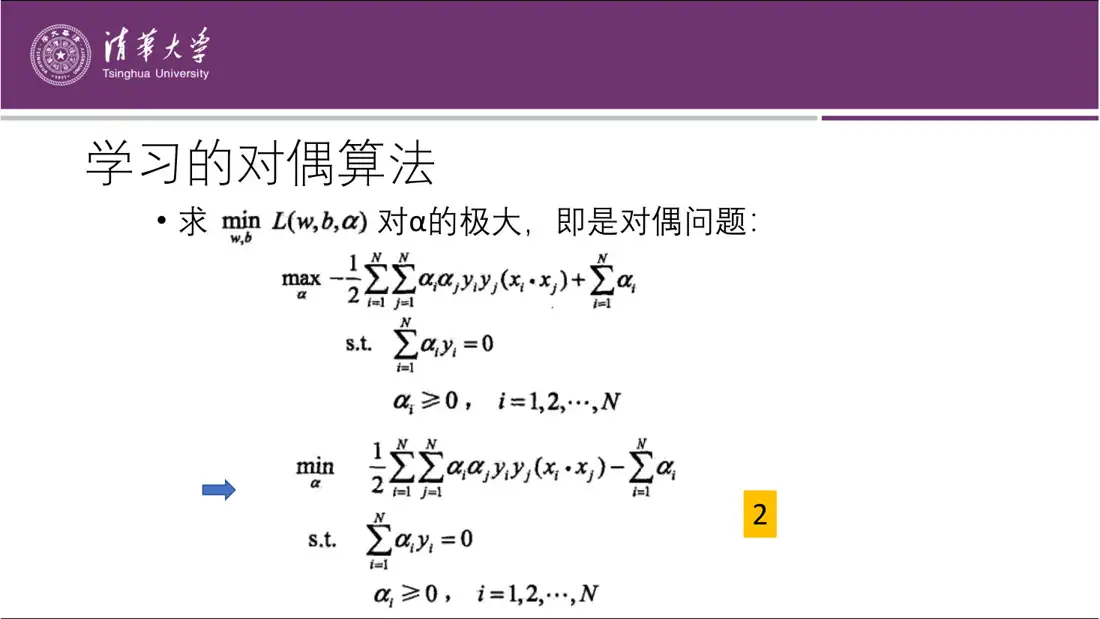 清华大学
Tsinghua University
学习的对偶算法
• 求 min_{w,b} L(w,b,α) 对α的极大，即是对偶问题：
max_α −1/2 ∑_{i=1}^{N} ∑_{j=1}^{N} α_i α_j y_i y_j (x_i · x_j) + ∑_{i=1}^{N} α_i
s.t. ∑_{i=1}^{N} α_i y_i = 0
α_i ⩾ 0， i = 1,2,⋯,N
min_α 1/2 ∑_{i=1}^{N} ∑_{j=1}^{N} α_i α_j y_i y_j (x_i · x_j) − ∑_{i=1}^{N} α_i
2
s.t. ∑_{i=1}^{N} α_i y_i = 0
α_i ⩾ 0， i = 1,2,⋯,N